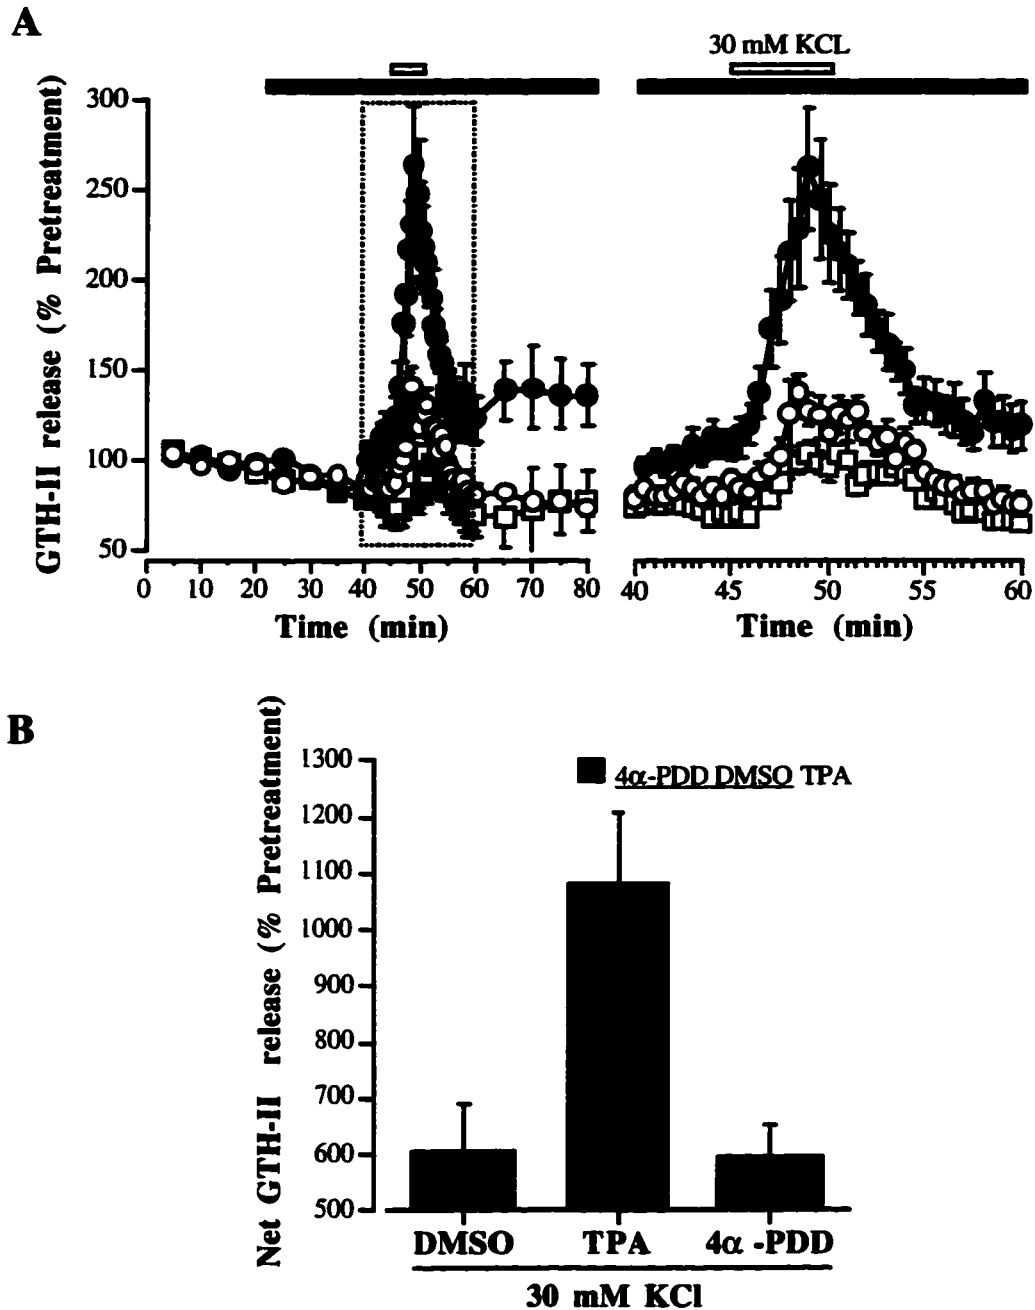 A
30 mM KCL
GTH-II release (% Pretreatment)
300
250
200
150
100
50
0 10 20 30 40 50 60 70 80
Time (min)
40 45 50 55 60
Time (min)
B
Net GTH-II release (% Pretreatment)
1300
1200
1100
1000
900
800
700
600
500
4α-PDD DMSO TPA
DMSO TPA 4α -PDD
30 mM KCl